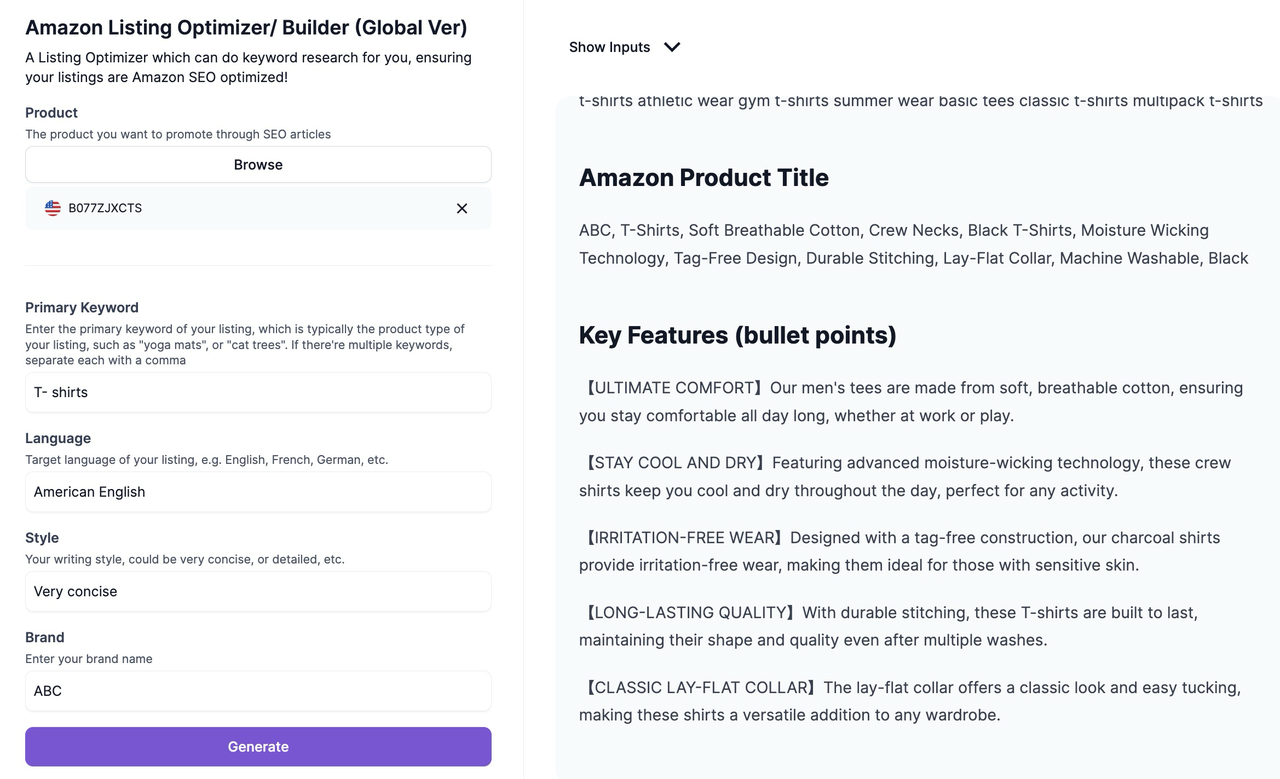 Amazon Listing Optimizer/ Builder (Global Ver)
A Listing Optimizer which can do keyword research for you, ensuring
your listings are Amazon SEO optimized!
Product
The product you want to promote through SEO articles
Browse
B077ZJXCTS
Primary Keyword
Enter the primary keyword of your listing, which is typically the product type of
your listing, such as "yoga mats", or "cat trees". If there're multiple keywords,
separate each with a comma
T- shirts
Language
Target language of your listing, e.g. English, French, German, etc.
American English
Style
Your writing style, could be very concise, or detailed, etc.
Very concise
Brand
Enter your brand name
ABC
Generate
Show Inputs
t-shirts athletic wear gym t-shirts summer wear basic tees classic t-shirts multipack t-shirts
Amazon Product Title
ABC, T-Shirts, Soft Breathable Cotton, Crew Necks, Black T-Shirts, Moisture Wicking
Technology, Tag-Free Design, Durable Stitching, Lay-Flat Collar, Machine Washable, Black
Key Features (bullet points)
【ULTIMATE COMFORT】Our men's tees are made from soft, breathable cotton, ensuring
you stay comfortable all day long, whether at work or play.
【STAY COOL AND DRY】Featuring advanced moisture-wicking technology, these crew
shirts keep you cool and dry throughout the day, perfect for any activity.
【IRRITATION-FREE WEAR】Designed with a tag-free construction, our charcoal shirts
provide irritation-free wear, making them ideal for those with sensitive skin.
【LONG-LASTING QUALITY】With durable stitching, these T-shirts are built to last,
maintaining their shape and quality even after multiple washes.
【CLASSIC LAY-FLAT COLLAR】The lay-flat collar offers a classic look and easy tucking,
making these shirts a versatile addition to any wardrobe.